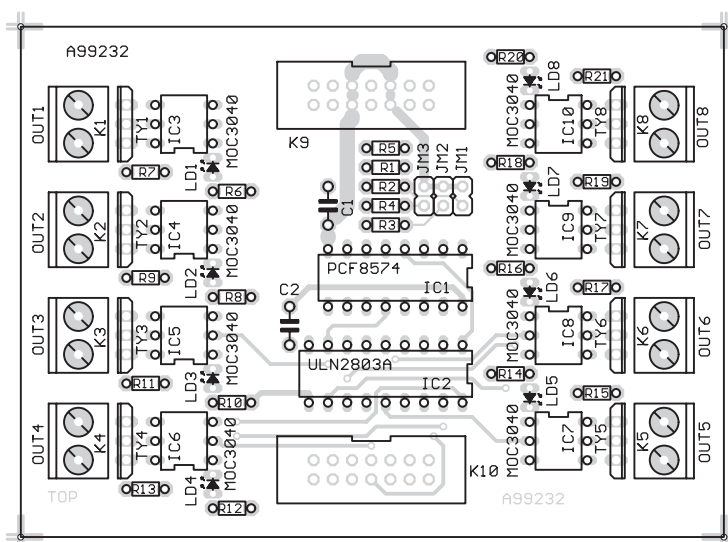 A99232
OUT1
K1
TY1
IC3
MOC3040
LD1
R7
R6
OUT2
K2
TY2
IC4
MOC3040
LD2
R9
R8
OUT3
K3
TY3
IC5
MOC3040
LD3
R11
R10
OUT4
K4
TY4
IC6
MOC3040
LD4
R13
R12
TOP
K9
R5
R1
R2
R4
R3
JM3
JM2
JM1
C1
PCF8574
IC1
C2
ULN2803A
IC2
K10
A99232
R20
LD8
R21
MOC3040
IC10
TY8
K8
OUT8
R18
LD7
R19
MOC3040
IC9
TY7
K7
OUT7
R16
LD6
R17
MOC3040
IC8
TY6
K6
OUT6
R14
LD5
R15
MOC3040
IC7
TY5
K5
OUT5